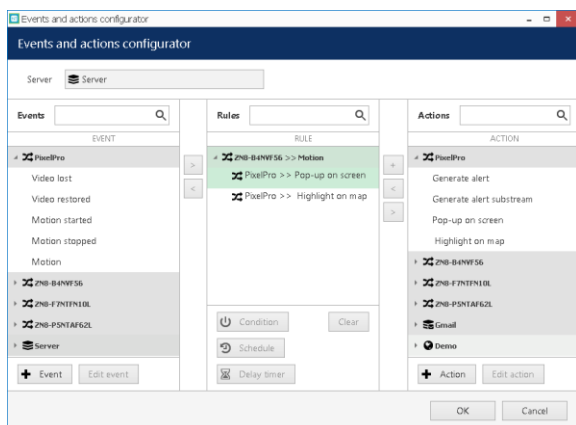 Events and actions configurator
Events and actions configurator
Server Server
Events
EVENT
PixelPro
Video lost
Video restored
Motion started
Motion stopped
Motion
ZN8-B4NVF56
ZN8-F7NTFN10L
ZN8-P5NTAF62L
Server
+ Event Edit event
> 
<
Rules
RULE
ZN8-B4NVF56 >> Motion
PixelPro >> Pop-up on screen
PixelPro >> Highlight on map
Condition Clear
Schedule
Delay timer
+
<
>
Actions
ACTION
PixelPro
Generate alert
Generate alert substream
Pop-up on screen
Highlight on map
ZN8-B4NVF56
ZN8-F7NTFN10L
ZN8-P5NTAF62L
Gmail
Demo
+ Action Edit action
OK Cancel